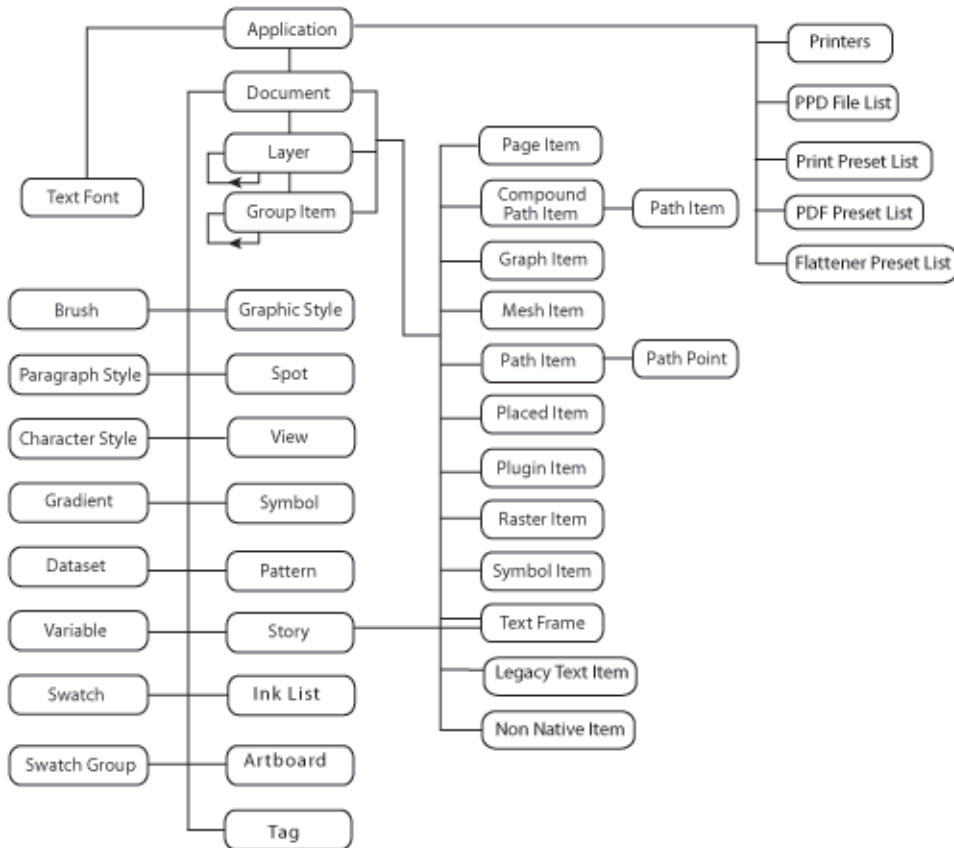 Application
Printers
Document
PPD File List
Layer
Page Item
Print Preset List
Text Font
Group Item
Compound
Path Item
Path Item
PDF Preset List
Graph Item
Flattener Preset List
Brush
Graphic Style
Mesh Item
Paragraph Style
Spot
Path Item
Path Point
Placed Item
Character Style
View
Plugin Item
Gradient
Symbol
Raster Item
Dataset
Pattern
Symbol Item
Variable
Story
Text Frame
Legacy Text Item
Swatch
Ink List
Non Native Item
Swatch Group
Artboard
Tag